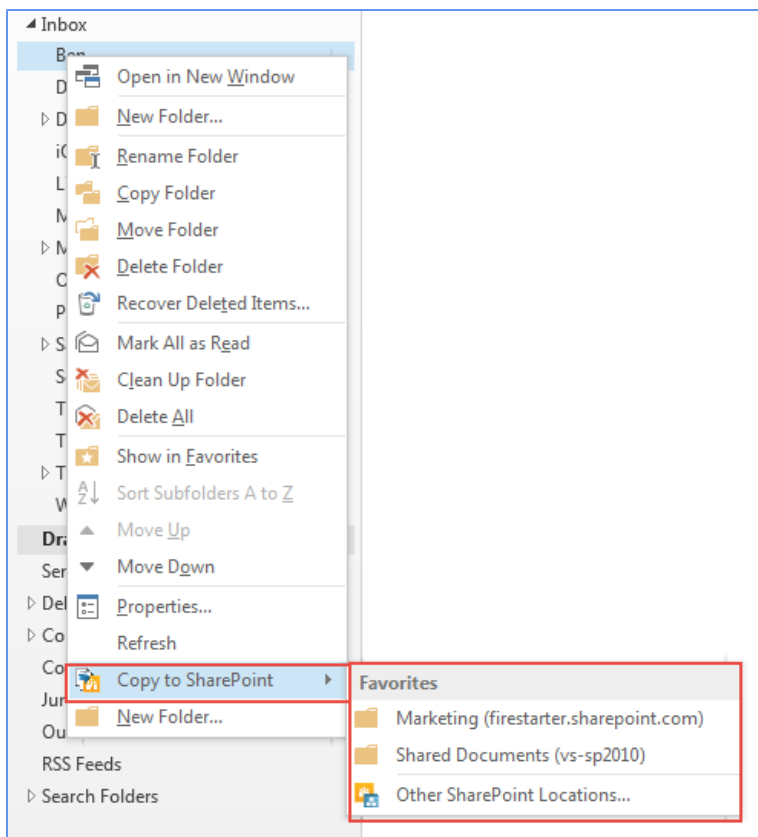 Inbox
Ben
Open in New Window
New Folder...
Rename Folder
Copy Folder
Move Folder
Delete Folder
Recover Deleted Items...
Mark All as Read
Clean Up Folder
Delete All
Show in Favorites
Sort Subfolders A to Z
Move Up
Dra
Move Down
Properties...
Refresh
Copy to SharePoint
Favorites
New Folder...
Marketing (firestarter.sharepoint.com)
Shared Documents (vs-sp2010)
Other SharePoint Locations...
RSS Feeds
Search Folders